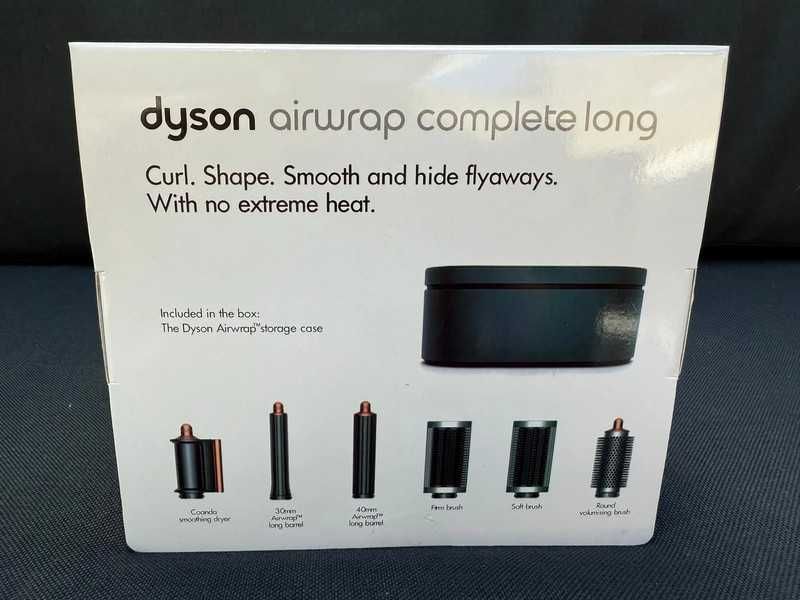 dyson airwrap complete long
Curl. Shape. Smooth and hide flyaways.
With no extreme heat.
Included in the box:
The Dyson Airwrap™ storage case
Coanda
smoothing dryer
30mm
Airwrap™
long barrel
40mm
Airwrap™
long barrel
Firm brush
Soft brush
Round
volumising brush